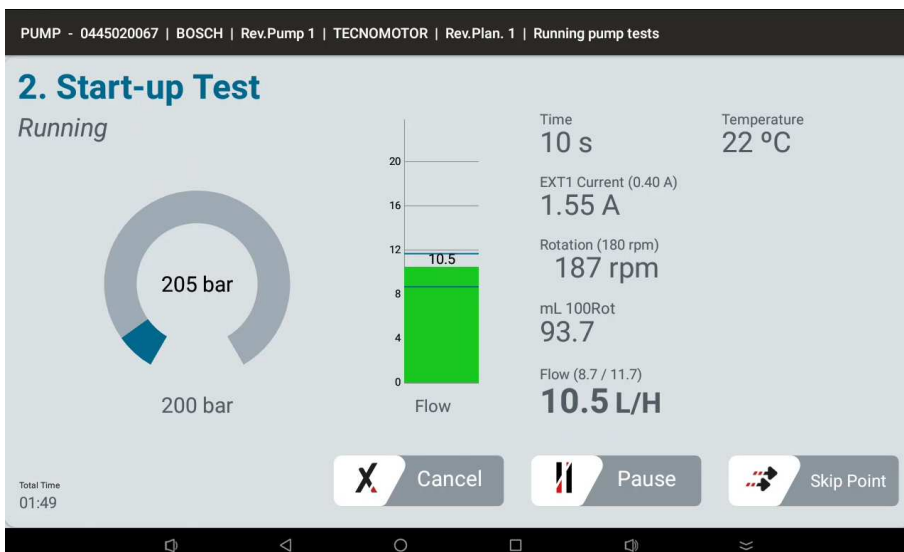 PUMP - 0445020067 | BOSCH | Rev.Pump 1 | TECNOMOTOR | Rev.Plan. 1 | Running pump tests
2. Start-up Test
Running
205 bar
200 bar
20
16
12
10.5
8
4
0
Flow
Time
10 s
Temperature
22 ºC
EXT1 Current (0.40 A)
1.55 A
Rotation (180 rpm)
187 rpm
mL 100Rot
93.7
Flow (8.7 / 11.7)
10.5 L/H
Total Time
01:49
Cancel
Pause
Skip Point